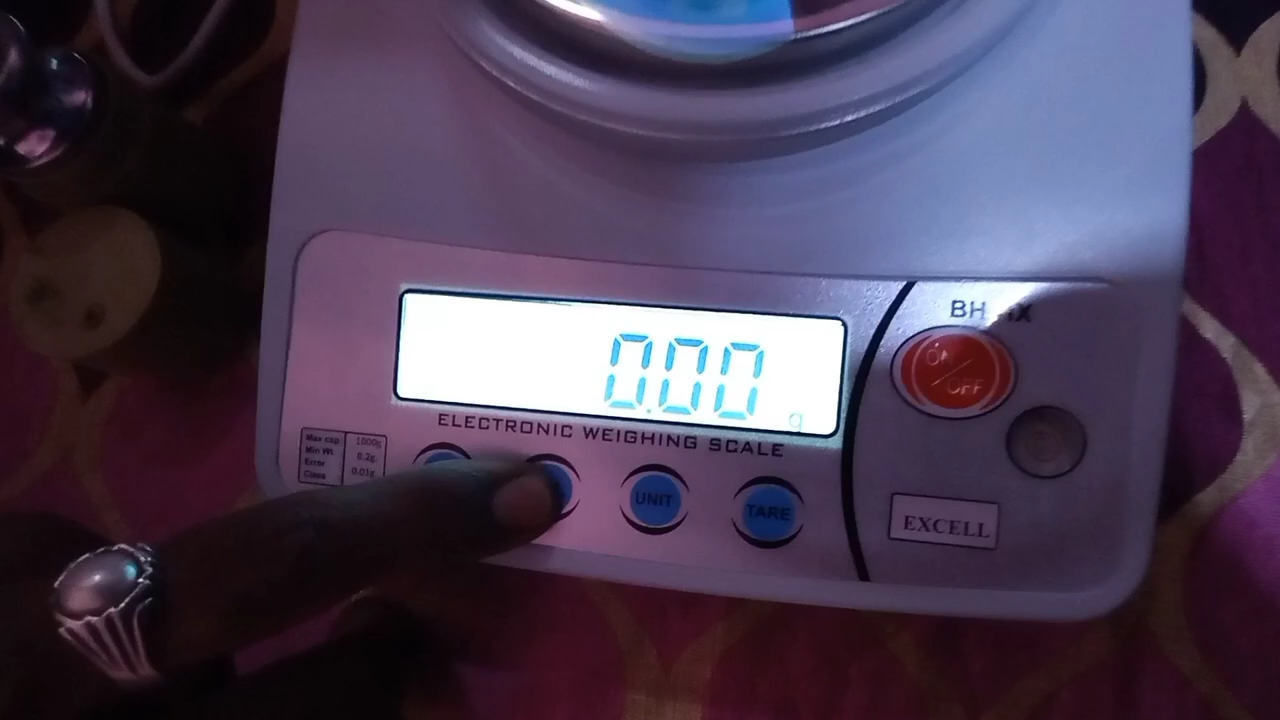 ON
OFF
0.00
g
ELECTRONIC WEIGHING SCALE
Max cap 1000g
Min Wt. 0.2g.
Error 0.01g
Class
UNIT
TARE
EXCELL